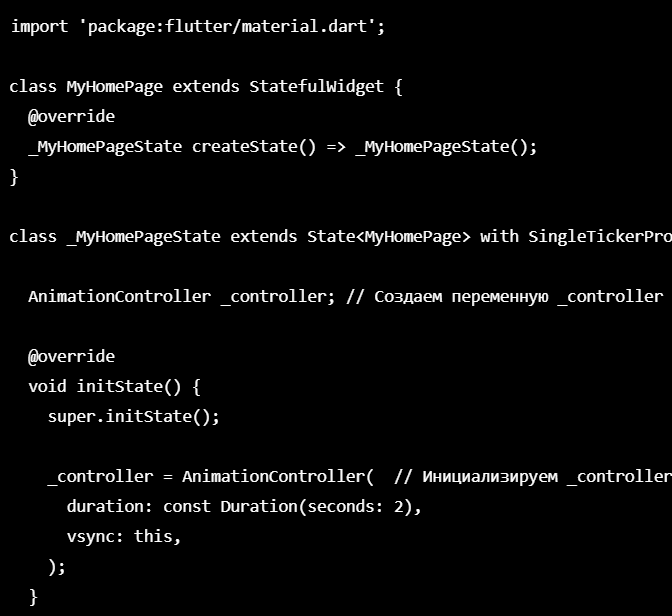 import 'package:flutter/material.dart';
class MyHomePage extends StatefulWidget {
@override
_MyHomePageState createState() => _MyHomePageState();
}
class _MyHomePageState extends State<MyHomePage> with SingleTickerPro
AnimationController _controller; // Создаем переменную _controller
@override
void initState() {
super.initState();
_controller = AnimationController( // Инициализируем _controller
duration: const Duration(seconds: 2),
vsync: this,
);
}